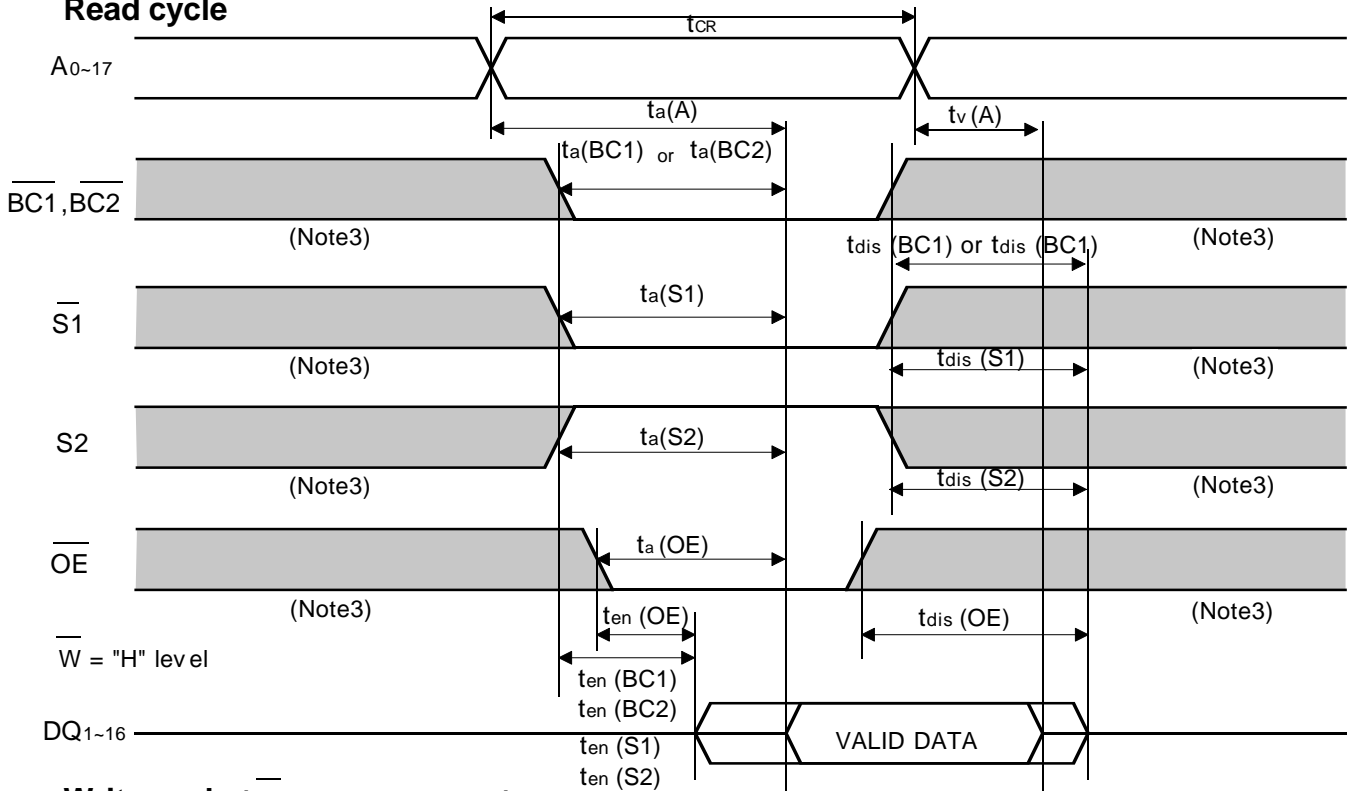 Read cycle
tCR
A0~17
ta(A)
tv (A)
ta(BC1) or ta(BC2)
BC1 ,BC2
(Note3)
tdis (BC1) or tdis (BC1)
(Note3)
ta(S1)
S1
(Note3)
tdis (S1)
(Note3)
S2
ta(S2)
(Note3)
tdis (S2)
(Note3)
OE
ta (OE)
(Note3)
ten (OE)
tdis (OE)
(Note3)
W = "H" level
ten (BC1)
ten (BC2)
DQ1~16
VALID DATA
ten (S1)
ten (S2)